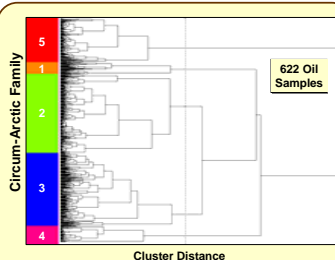 Circum-Arctic Family
5
1
2
3
4
622 Oil
Samples
Cluster Distance